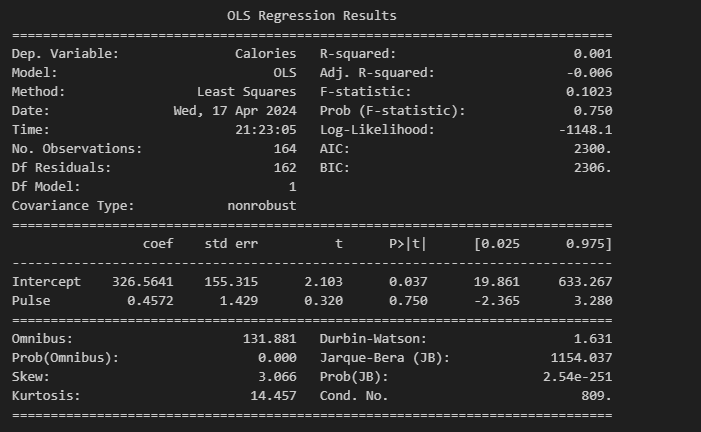 OLS Regression Results
==============================================================================
Dep. Variable: Calories R-squared: 0.001
Model: OLS Adj. R-squared: -0.006
Method: Least Squares F-statistic: 0.1023
Date: Wed, 17 Apr 2024 Prob (F-statistic): 0.750
Time: 21:23:05 Log-Likelihood: -1148.1
No. Observations: 164 AIC: 2300.
Df Residuals: 162 BIC: 2306.
Df Model: 1
Covariance Type: nonrobust
==============================================================================
coef std err t P>|t| [0.025 0.975]
------------------------------------------------------------------------------
Intercept 326.5641 155.315 2.103 0.037 19.861 633.267
Pulse 0.4572 1.429 0.320 0.750 -2.365 3.280
==============================================================================
Omnibus: 131.881 Durbin-Watson: 1.631
Prob(Omnibus): 0.000 Jarque-Bera (JB): 1154.037
Skew: 3.066 Prob(JB): 2.54e-251
Kurtosis: 14.457 Cond. No. 809.
==============================================================================